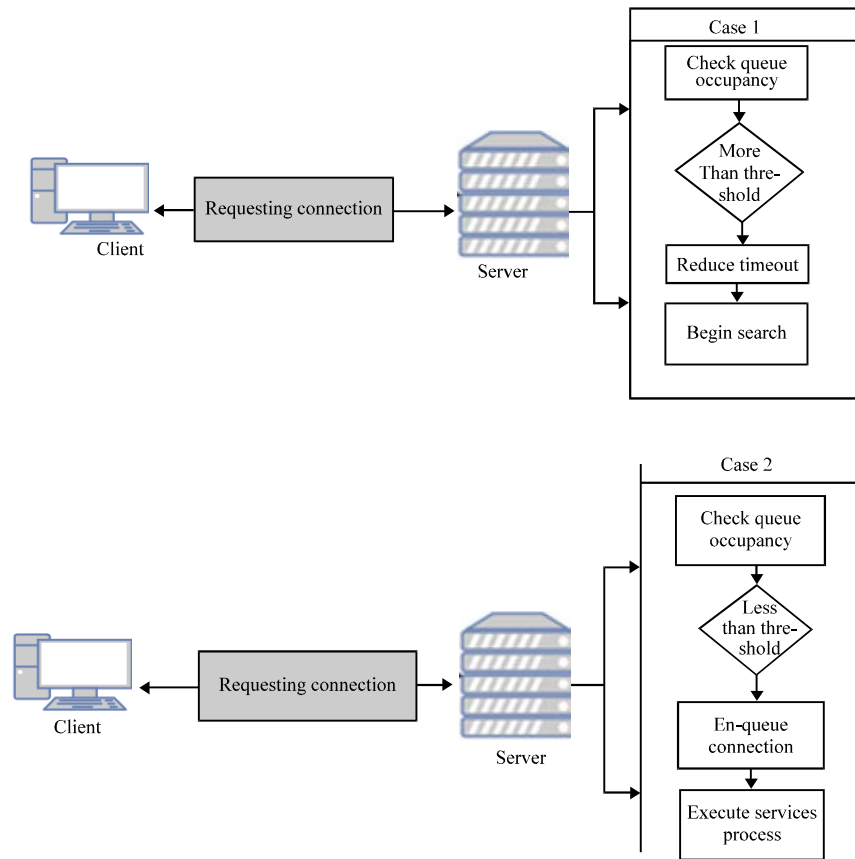 Case 1
Check queue
occupancy
More
Than thre-
shold
Reduce timeout
Begin search
Requesting connection
Client
Server
Case 2
Check queue
occupancy
Less
than thre-
shold
En-queue
connection
Execute services
process
Requesting connection
Client
Server